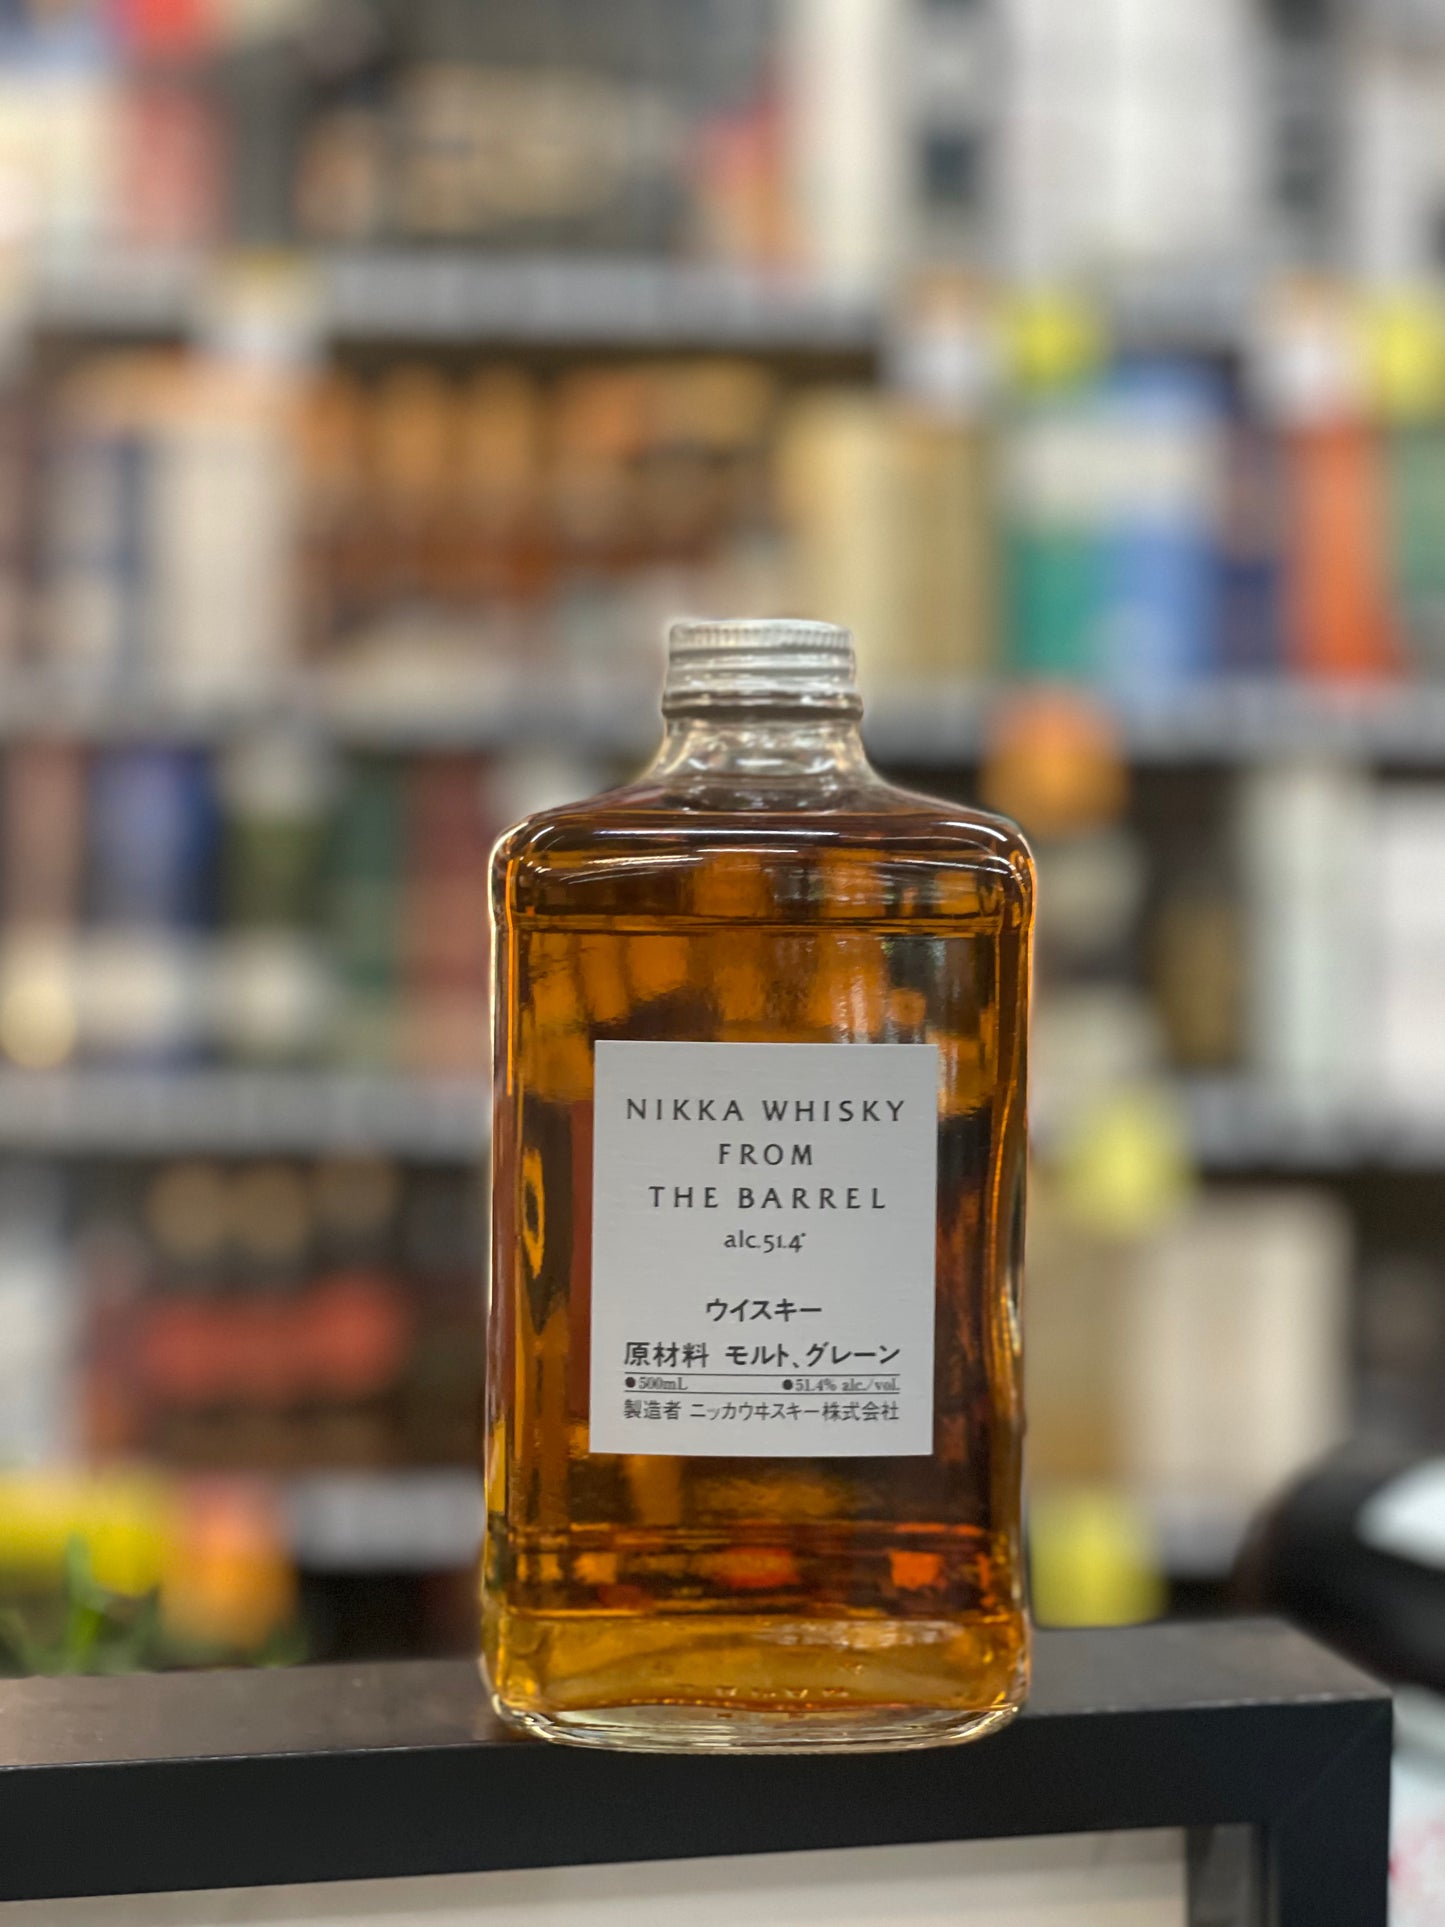 NIKKA WHISKY
FROM
THE BARREL
alc.51.4°
ウイスキー
原材料 モルト、グレーン
●500mL ●51.4% alc./vol.
製造者 ニッカウヰスキー株式会社